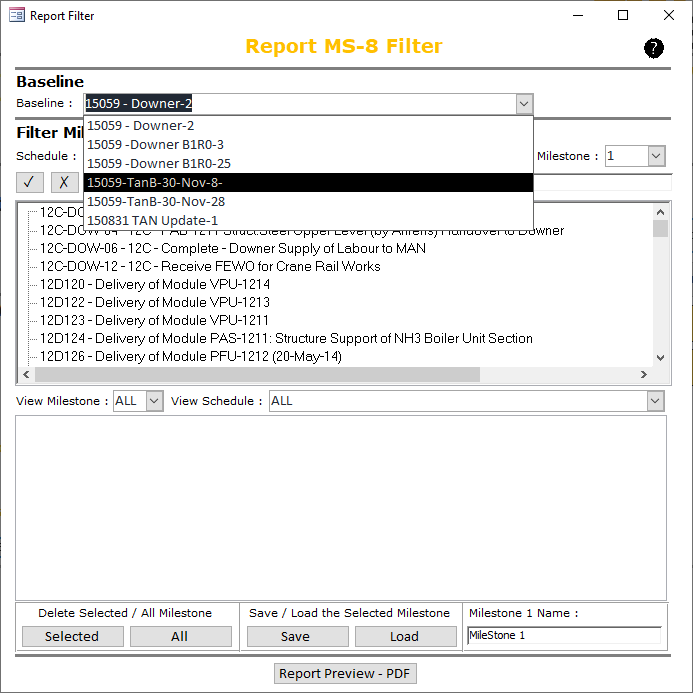 Report Filter
Report MS-8 Filter
?
Baseline
Baseline :
15059 - Downer-2
15059 - Downer-2
15059 -Downer B1R0-3
15059 -Downer B1R0-25
15059-TanB-30-Nov-8-
15059-TanB-30-Nov-28
150831 TAN Update-1
Filter Mi
Schedule :
Milestone : 1
✓ X
12C-DOW-04 - 12C - PAB-1211 Struct.Steel Upper Level (by Ahrens) Handover to Downer
12C-DOW-06 - 12C - Complete - Downer Supply of Labour to MAN
12C-DOW-12 - 12C - Receive FEWO for Crane Rail Works
12D120 - Delivery of Module VPU-1214
12D122 - Delivery of Module VPU-1213
12D123 - Delivery of Module VPU-1211
12D124 - Delivery of Module PAS-1211: Structure Support of NH3 Boiler Unit Section
12D126 - Delivery of Module PFU-1212 (20-May-14)
View Milestone : ALL View Schedule : ALL
Delete Selected / All Milestone
Selected All
Save / Load the Selected Milestone
Save Load
Milestone 1 Name :
MileStone 1
Report Preview - PDF